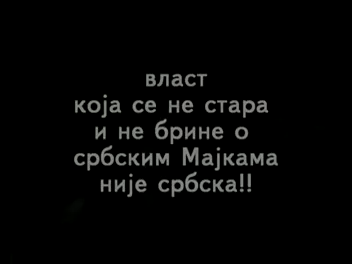 власт
која се не стара
и не брине о
србским Мајкама
није србска!!